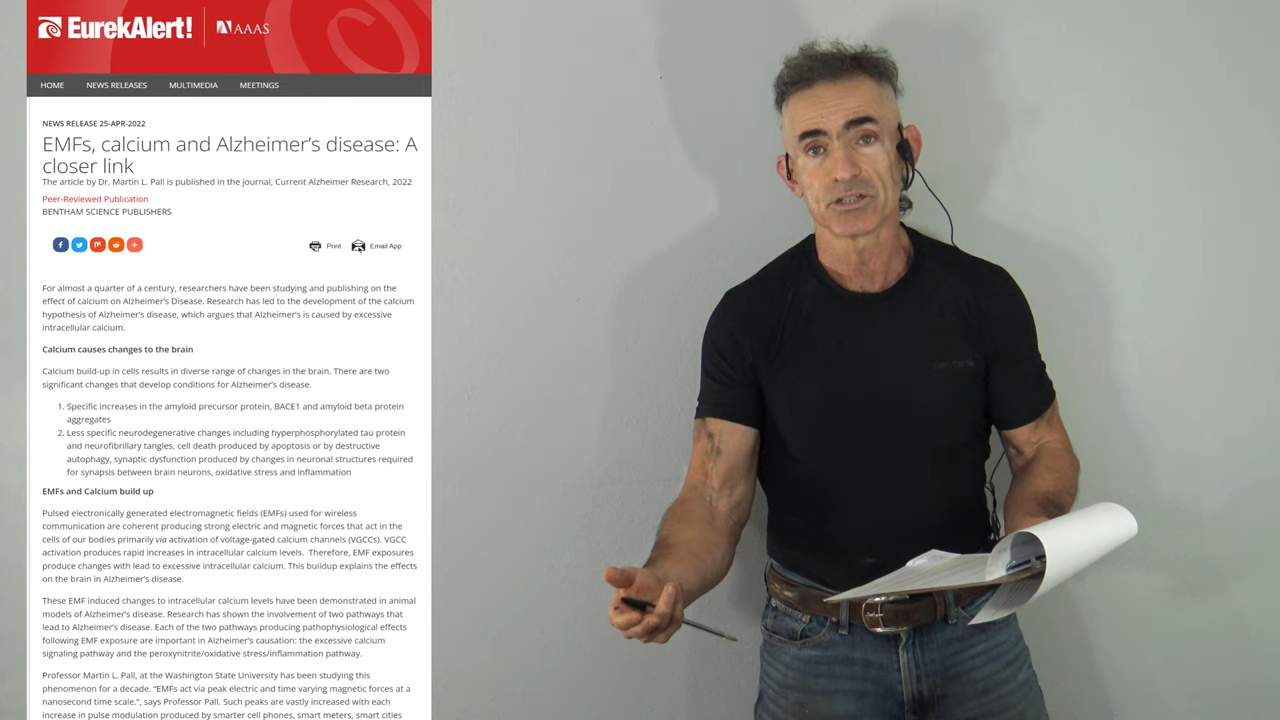 EurekAlert! AAAS
HOME NEWS RELEASES MULTIMEDIA MEETINGS
NEWS RELEASE 25-APR-2022
EMFs, calcium and Alzheimer's disease: A
closer link
The article by Dr. Martin L. Pall is published in the journal, Current Alzheimer Research, 2022
Peer-Reviewed Publication
BENTHAM SCIENCE PUBLISHERS
Print Email App
For almost a quarter of a century, researchers have been studying and publishing on the
effect of calcium on Alzheimer's Disease. Research has led to the development of the calcium
hypothesis of Alzheimer's disease, which argues that Alzheimer's is caused by excessive
intracellular calcium.
Calcium causes changes to the brain
Calcium build-up in cells results in diverse range of changes in the brain. There are two
significant changes that develop conditions for Alzheimer's disease.
1. Specific increases in the amyloid precursor protein, BACE1 and amyloid beta protein
aggregates
2. Less specific neurodegenerative changes including hyperphosphorylated tau protein
and neurofibrillary tangles, cell death produced by apoptosis or by destructive
autophagy, synaptic dysfunction produced by changes in neuronal structures required
for synapsis between brain neurons, oxidative stress and inflammation
EMFs and Calcium build up
Pulsed electronically generated electromagnetic fields (EMFs) used for wireless
communication are coherent producing strong electric and magnetic forces that act in the
cells of our bodies primarily via activation of voltage-gated calcium channels (VGCCs). VGCC
activation produces rapid increases in intracellular calcium levels. Therefore, EMF exposures
produce changes with lead to excessive intracellular calcium. This buildup explains the effects
on the brain in Alzheimer's disease.
These EMF induced changes to intracellular calcium levels have been demonstrated in animal
models of Alzheimer's disease. Research has shown the involvement of two pathways that
lead to Alzheimer's disease. Each of the two pathways producing pathophysiological effects
following EMF exposure are important in Alzheimer's causation: the excessive calcium
signaling pathway and the peroxynitrite/oxidative stress/inflammation pathway.
Professor Martin L. Pall, at the Washington State University has been studying this
phenomenon for a decade. "EMFs act via peak electric and time varying magnetic forces at a
nanosecond time scale.", says Professor Pall. Such peaks are vastly increased with each
increase in pulse modulation produced by smarter cell phones, smart meters, smart cities